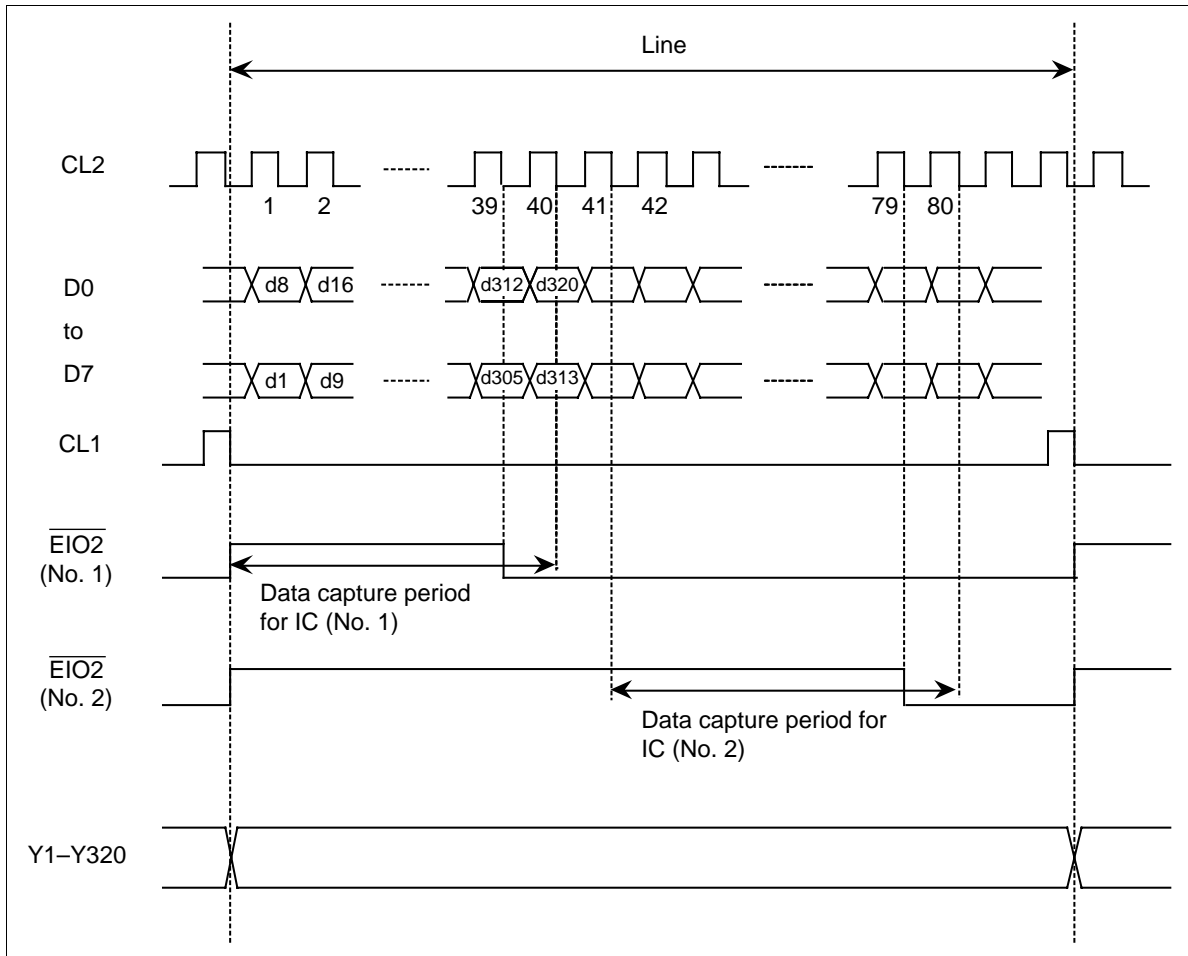 Line
CL2
1 2 39 40 41 42 79 80
D0
to
D7
d8 d16 d312 d320
d1 d9 d305 d313
CL1
EIO2
(No. 1)
Data capture period
for IC (No. 1)
EIO2
(No. 2)
Data capture period for
IC (No. 2)
Y1–Y320